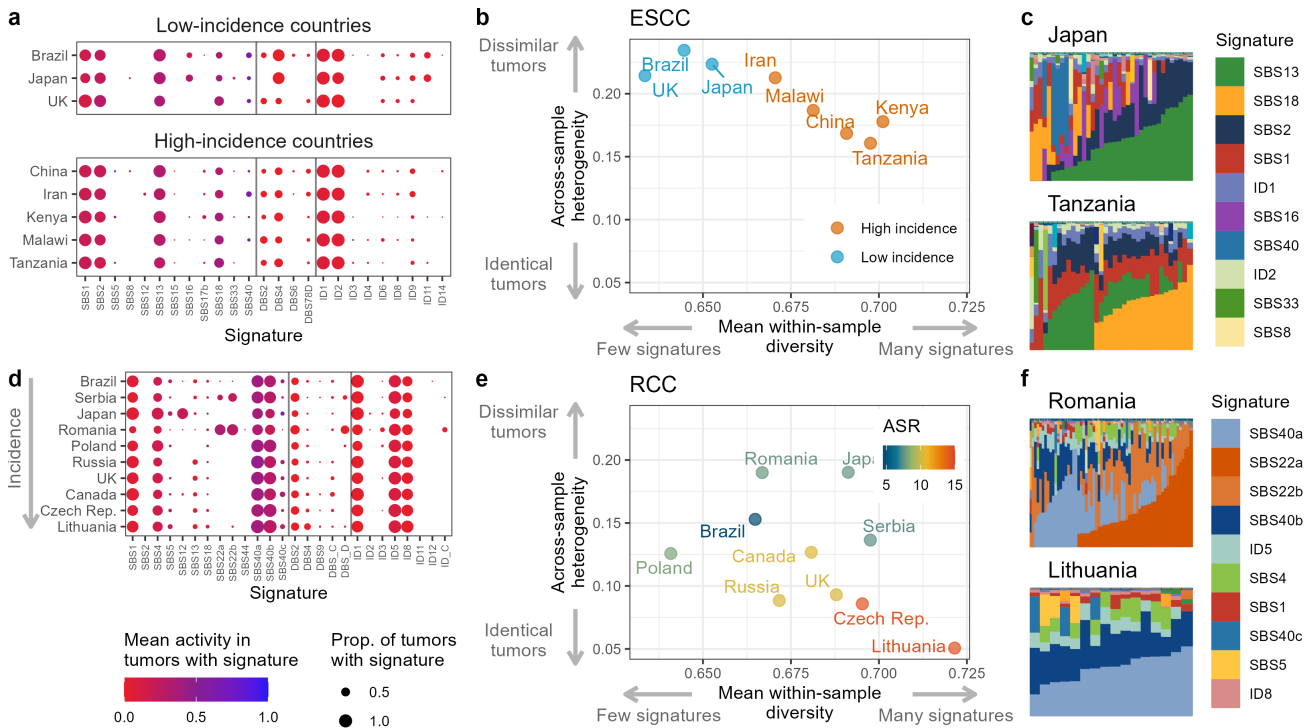 a
Low-incidence countries
Brazil
Japan
UK
High-incidence countries
China
Iran
Kenya
Malawi
Tanzania
SBS1
SBS2
SBS5
SBS8
SBS12
SBS13
SBS15
SBS16
SBS17b
SBS18
SBS33
SBS40
DBS2
DBS4
DBS6
DBS78D
ID1
ID2
ID3
ID4
ID6
ID8
ID9
ID11
ID14
Signature
b
ESCC
Dissimilar
tumors
Across-sample
heterogeneity
Identical
tumors
0.20
0.15
0.10
0.05
Brazil
UK
Japan
Iran
Malawi
Kenya
China
Tanzania
High incidence
Low incidence
0.650
0.675
0.700
0.725
Mean within-sample
diversity
Few signatures
Many signatures
c
Japan
Tanzania
Signature
SBS13
SBS18
SBS2
SBS1
ID1
SBS16
SBS40
ID2
SBS33
SBS8
d
Incidence
Brazil
Serbia
Japan
Romania
Poland
Russia
UK
Canada
Czech Rep.
Lithuania
SBS1
SBS2
SBS4
SBS5
SBS12
SBS13
SBS18
SBS22a
SBS22b
SBS44
SBS40a
SBS40b
SBS40c
DBS2
DBS4
DBS9
DBS_C
DBS_D
ID1
ID2
ID3
ID5
ID8
ID11
ID12
ID_C
Signature
Mean activity in
tumors with signature
0.0
0.5
1.0
Prop. of tumors
with signature
0.5
1.0
e
RCC
Dissimilar
tumors
Across-sample
heterogeneity
Identical
tumors
0.20
0.15
0.10
0.05
ASR
5
10
15
Romania
Brazil
Serbia
Poland
Canada
Russia
UK
Czech Rep.
Lithuania
0.650
0.675
0.700
0.725
Mean within-sample
diversity
Few signatures
Many signatures
f
Romania
Lithuania
Signature
SBS40a
SBS22a
SBS22b
SBS40b
ID5
SBS4
SBS1
SBS40c
SBS5
ID8